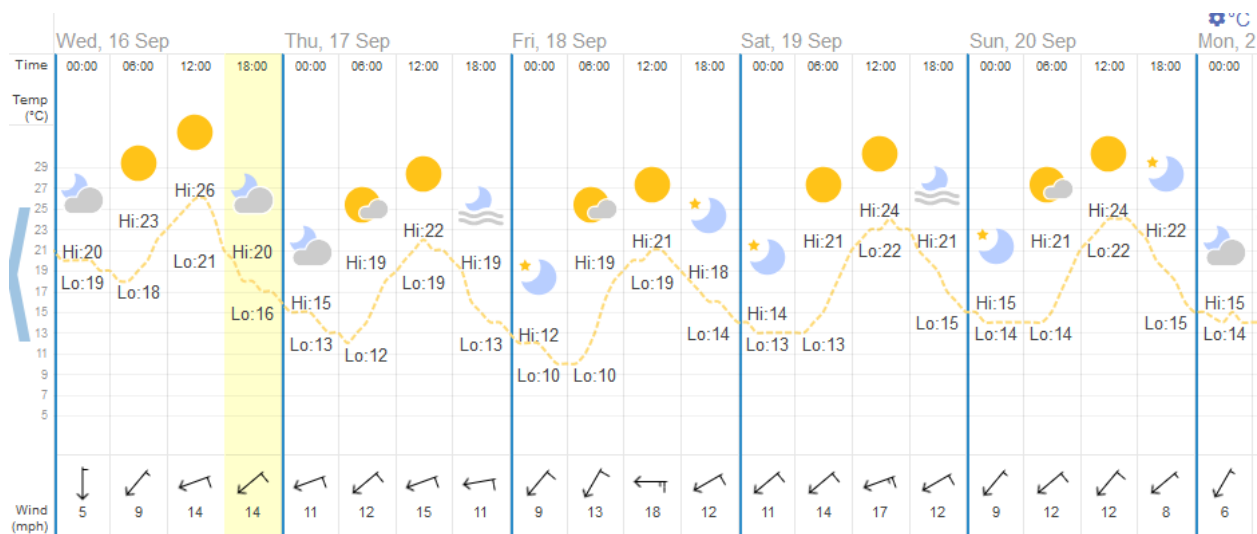 °C
Wed, 16 Sep Thu, 17 Sep Fri, 18 Sep Sat, 19 Sep Sun, 20 Sep Mon, 2
Time 00:00 06:00 12:00 18:00 00:00 06:00 12:00 18:00 00:00 06:00 12:00 18:00 00:00 06:00 12:00 18:00 00:00 06:00 12:00 18:00 00:00
Temp
(°C)
29
27
25
23
21
19
17
15
13
11
9
7
5
Hi:20 Hi:23 Hi:26 Hi:20 Hi:15 Hi:19 Hi:22 Hi:19 Hi:12 Hi:19 Hi:21 Hi:18 Hi:14 Hi:21 Hi:24 Hi:21 Hi:15 Hi:21 Hi:24 Hi:22 Hi:15
Lo:19 Lo:18 Lo:21 Lo:16 Lo:13 Lo:12 Lo:19 Lo:13 Lo:10 Lo:10 Lo:19 Lo:14 Lo:13 Lo:13 Lo:22 Lo:15 Lo:14 Lo:14 Lo:22 Lo:15 Lo:14
Wind 5 9 14 14 11 12 15 11 9 13 18 12 11 14 17 12 9 12 12 8 6
(mph)